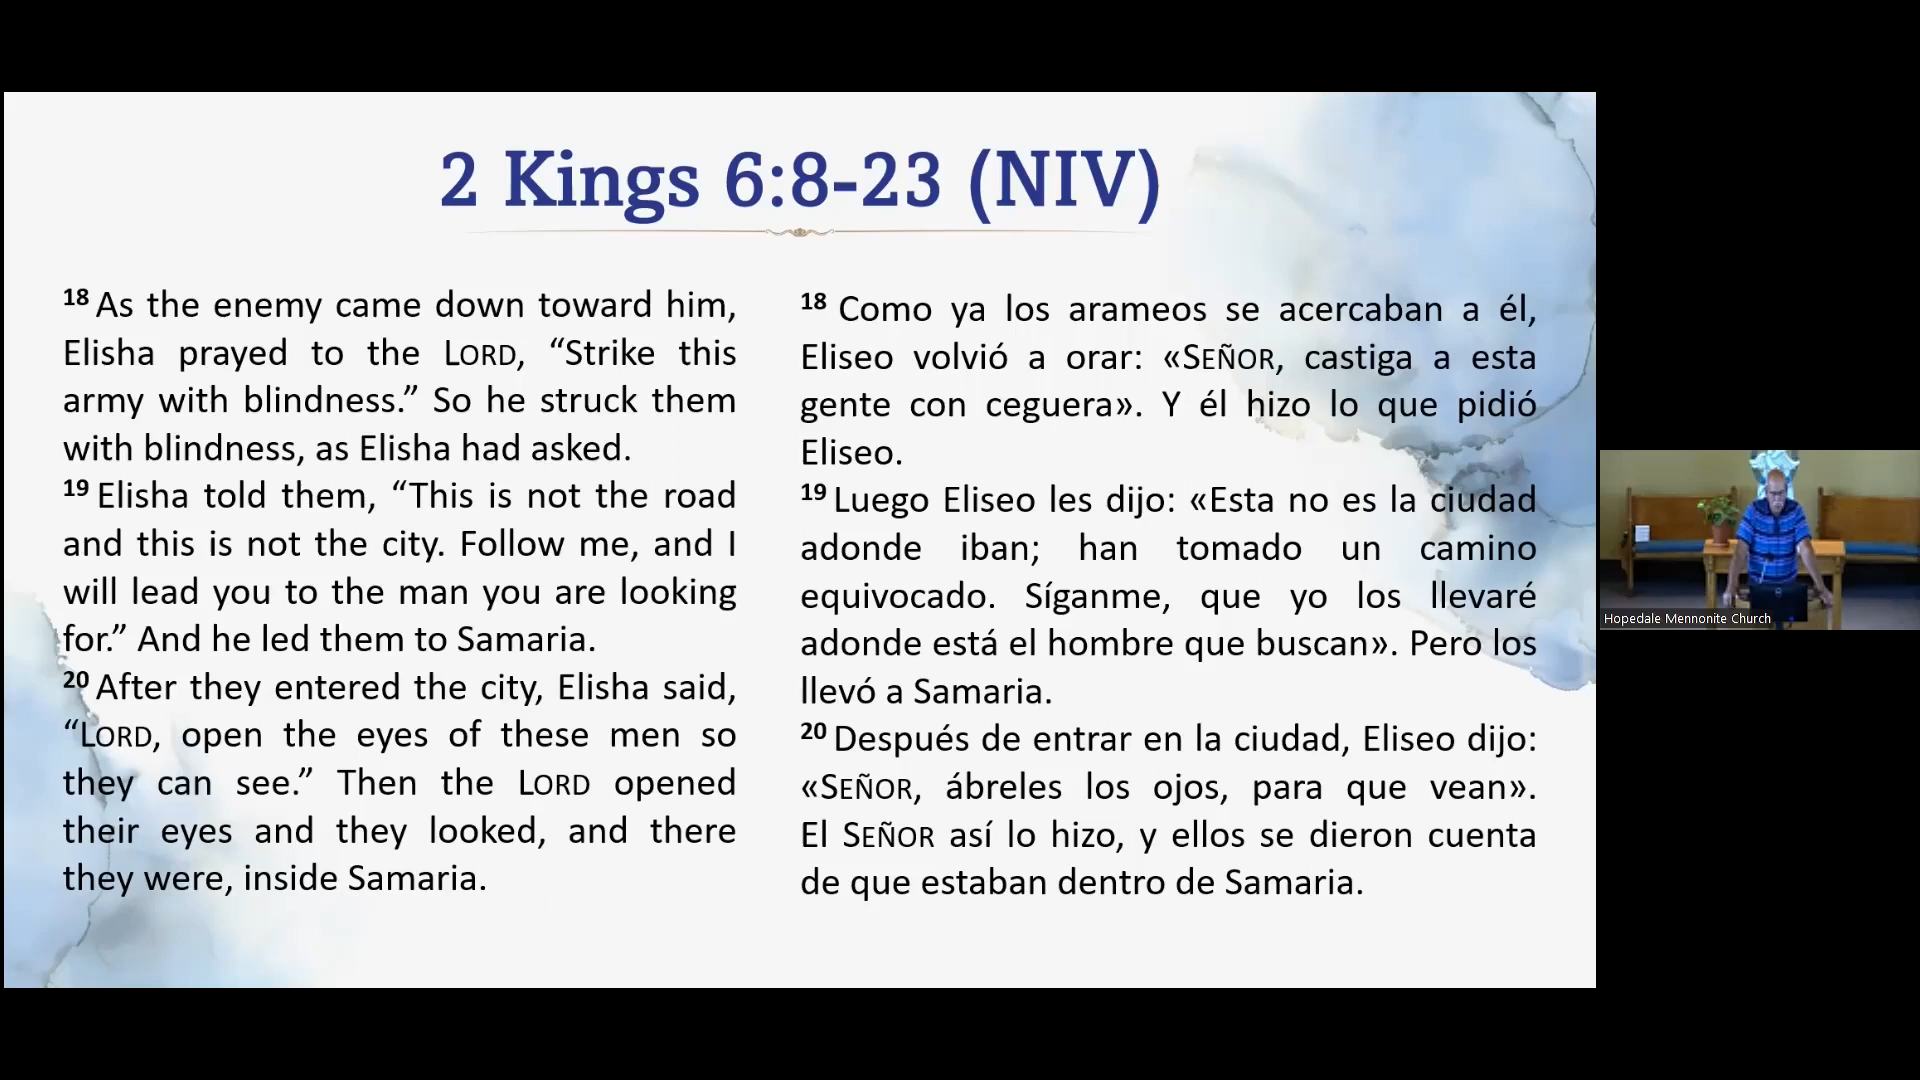 2 Kings 6:8-23 (NIV)
18 As the enemy came down toward him,
Elisha prayed to the LORD, “Strike this
army with blindness.” So he struck them
with blindness, as Elisha had asked.
19 Elisha told them, “This is not the road
and this is not the city. Follow me, and I
will lead you to the man you are looking
for.” And he led them to Samaria.
20 After they entered the city, Elisha said,
“LORD, open the eyes of these men so
they can see.” Then the LORD opened
their eyes and they looked, and there
they were, inside Samaria.
18 Como ya los arameos se acercaban a él,
Eliseo volvió a orar: «SEÑOR, castiga a esta
gente con ceguera». Y él hizo lo que pidió
Eliseo.
19 Luego Eliseo les dijo: «Esta no es la ciudad
adonde iban; han tomado un camino
equivocado. Síganme, que yo los llevaré
adonde está el hombre que buscan». Pero los
llevó a Samaria.
20 Después de entrar en la ciudad, Eliseo dijo:
«SEÑOR, ábreles los ojos, para que vean».
El SEÑOR así lo hizo, y ellos se dieron cuenta
de que estaban dentro de Samaria.
Hopedale Mennonite Church